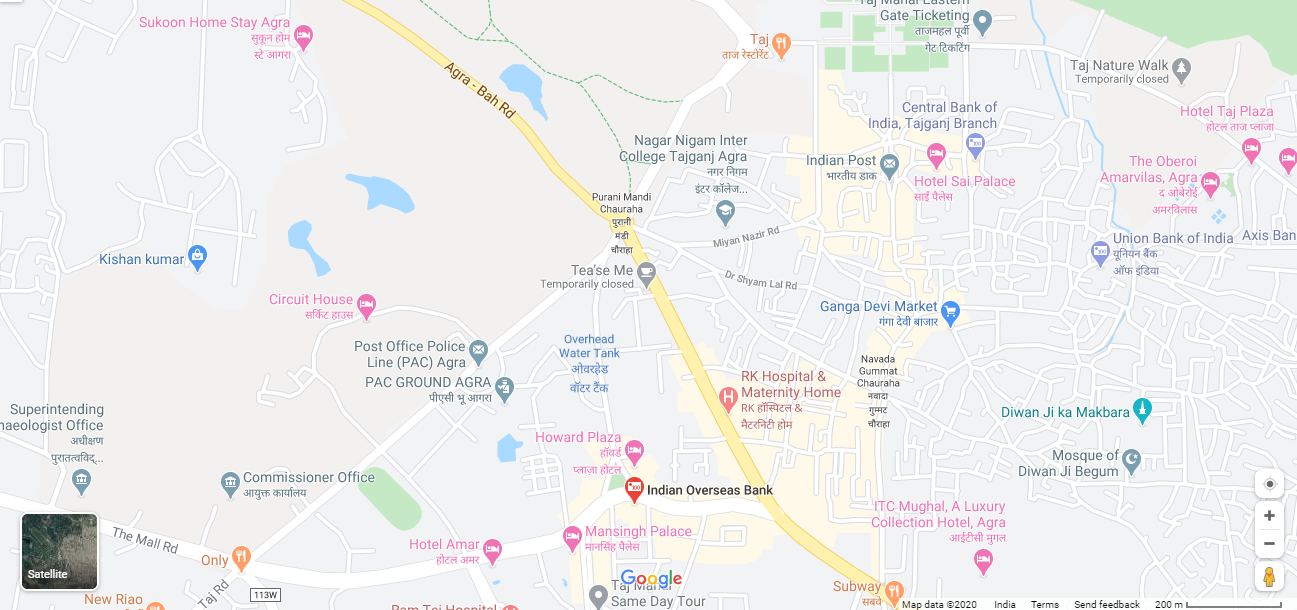 Sukoon Home Stay Agra
सुकून होम
स्टे आगरा
Agra - Bah Rd
Taj
ताज रेस्टोरेंट
Taj Mahal Eastern
Gate Ticketing
ताजमहल पूर्वी
गेट टिकटिंग
Taj Nature Walk
Temporarily closed
Central Bank of
India, Tajganj Branch
Hotel Taj Plaza
होटल ताज प्लाजा
Nagar Nigam Inter
College Tajganj Agra
नगर निगम
इंटर कॉलेज...
Indian Post
भारतीय डाक
Hotel Sai Palace
साईं पैलेस
The Oberoi
Amarvilas, Agra
द ओबेरोई
अमरविलास
Purani Mandi
Chauraha
पुरानी
मंडी
चौराहा
Miyan Nazir Rd
Union Bank of India
यूनियन बैंक
ऑफ इंडिया
Axis Ban
Kishan kumar
Tea'se Me
Temporarily closed
Dr Shyam Lal Rd
Circuit House
सर्किट हाउस
Ganga Devi Market
गंगा देवी बाजार
Post Office Police
Line (PAC) Agra
Overhead
Water Tank
ओवरहेड
वॉटर टैंक
PAC GROUND AGRA
पीएसी भू आगरा
Navada
Gummat
Chauraha
नवादा
गुम्मट
चौराहा
RK Hospital &
Maternity Home
RK हॉस्पिटल &
मैटरनिटी होम
Superintending
haeologist Office
अधीक्षण
पुरातत्वविद्...
Diwan Ji ka Makbara
Howard Plaza
हॉवर्ड
प्लाज़ा होटल
Mosque of
Diwan Ji Begum
Commissioner Office
आयुक्त कार्यालय
Indian Overseas Bank
ITC Mughal, A Luxury
Collection Hotel, Agra
आईटीसी मुगल
The Mall Rd
Mansingh Palace
मानसिंह पैलेस
Hotel Amar
होटल अमर
Only
Satellite
Google
Taj Mahal
Same Day Tour
Subway
सबवे
Taj Rd
113W
New Riao
Ram Tej Hospital
Map data ©2020
India
Terms
Send feedback
200 m